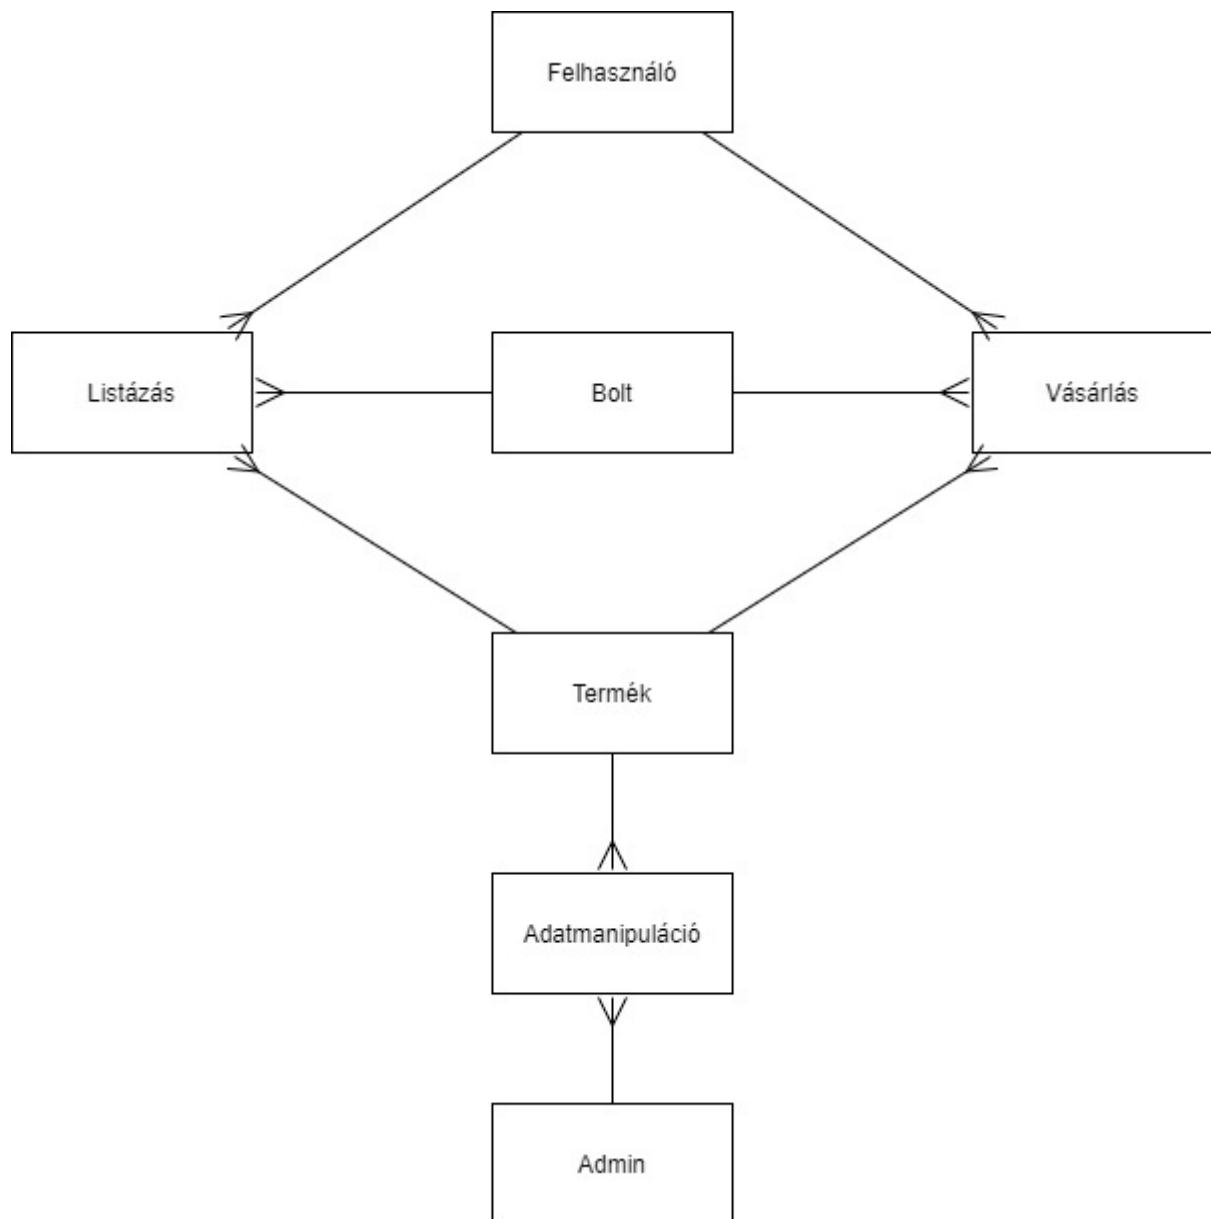 Felhasználó
Listázás
Bolt
Vásárlás
Termék
Adatmanipuláció
Admin